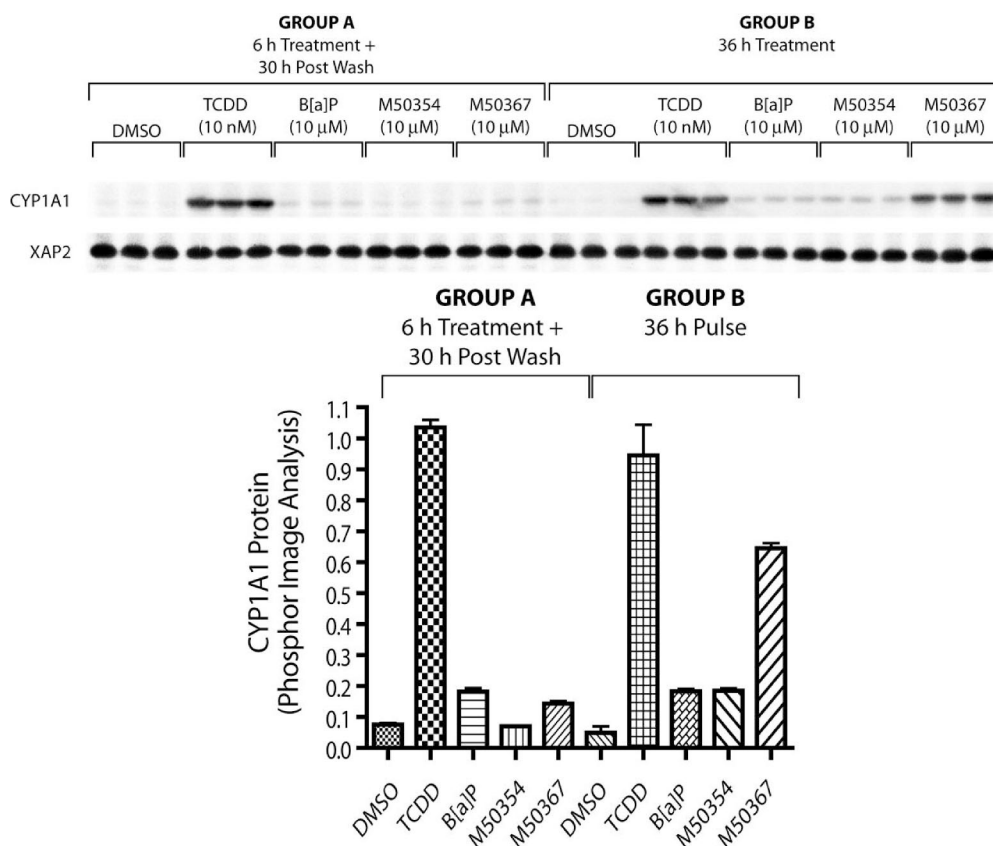 GROUP A
6 h Treatment +
30 h Post Wash
GROUP B
36 h Treatment
DMSO
TCDD
(10 nM)
B[a]P
(10 μM)
M50354
(10 μM)
M50367
(10 μM)
DMSO
TCDD
(10 nM)
B[a]P
(10 μM)
M50354
(10 μM)
M50367
(10 μM)
CYP1A1
XAP2
GROUP A
6 h Treatment +
30 h Post Wash
GROUP B
36 h Pulse
CYP1A1 Protein
(Phosphor Image Analysis)
1.1
1.0
0.9
0.8
0.7
0.6
0.5
0.4
0.3
0.2
0.1
0.0
DMSO
TCDD
B[a]P
M50354
M50367
DMSO
TCDD
B[a]P
M50354
M50367